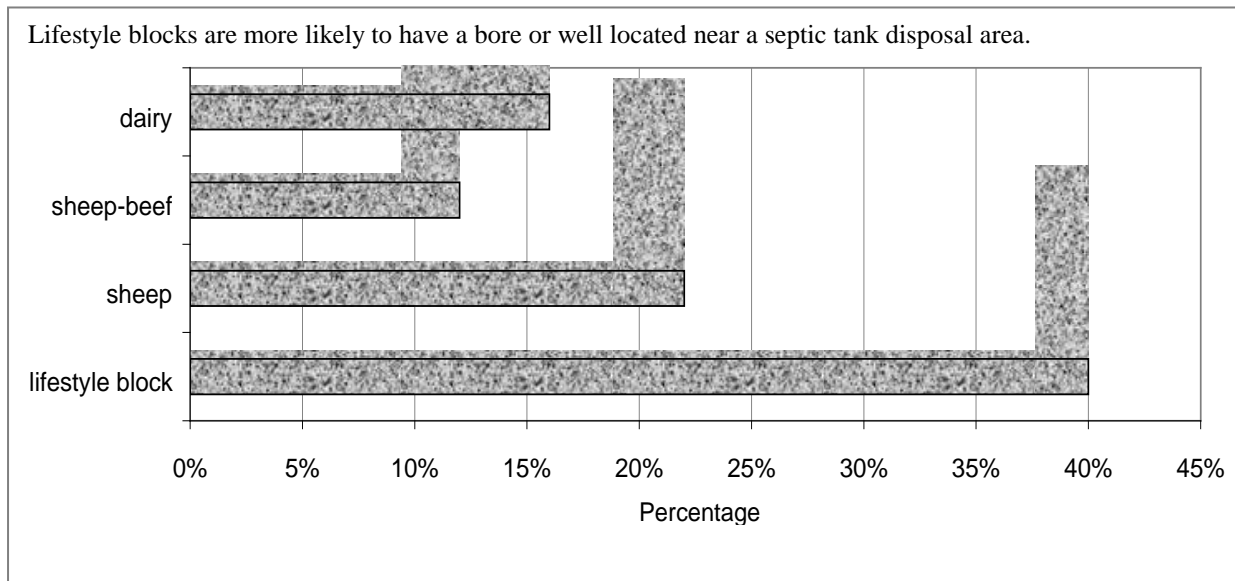 Lifestyle blocks are more likely to have a bore or well located near a septic tank disposal area.
dairy
sheep-beef
sheep
lifestyle block
0% 5% 10% 15% 20% 25% 30% 35% 40% 45%
Percentage